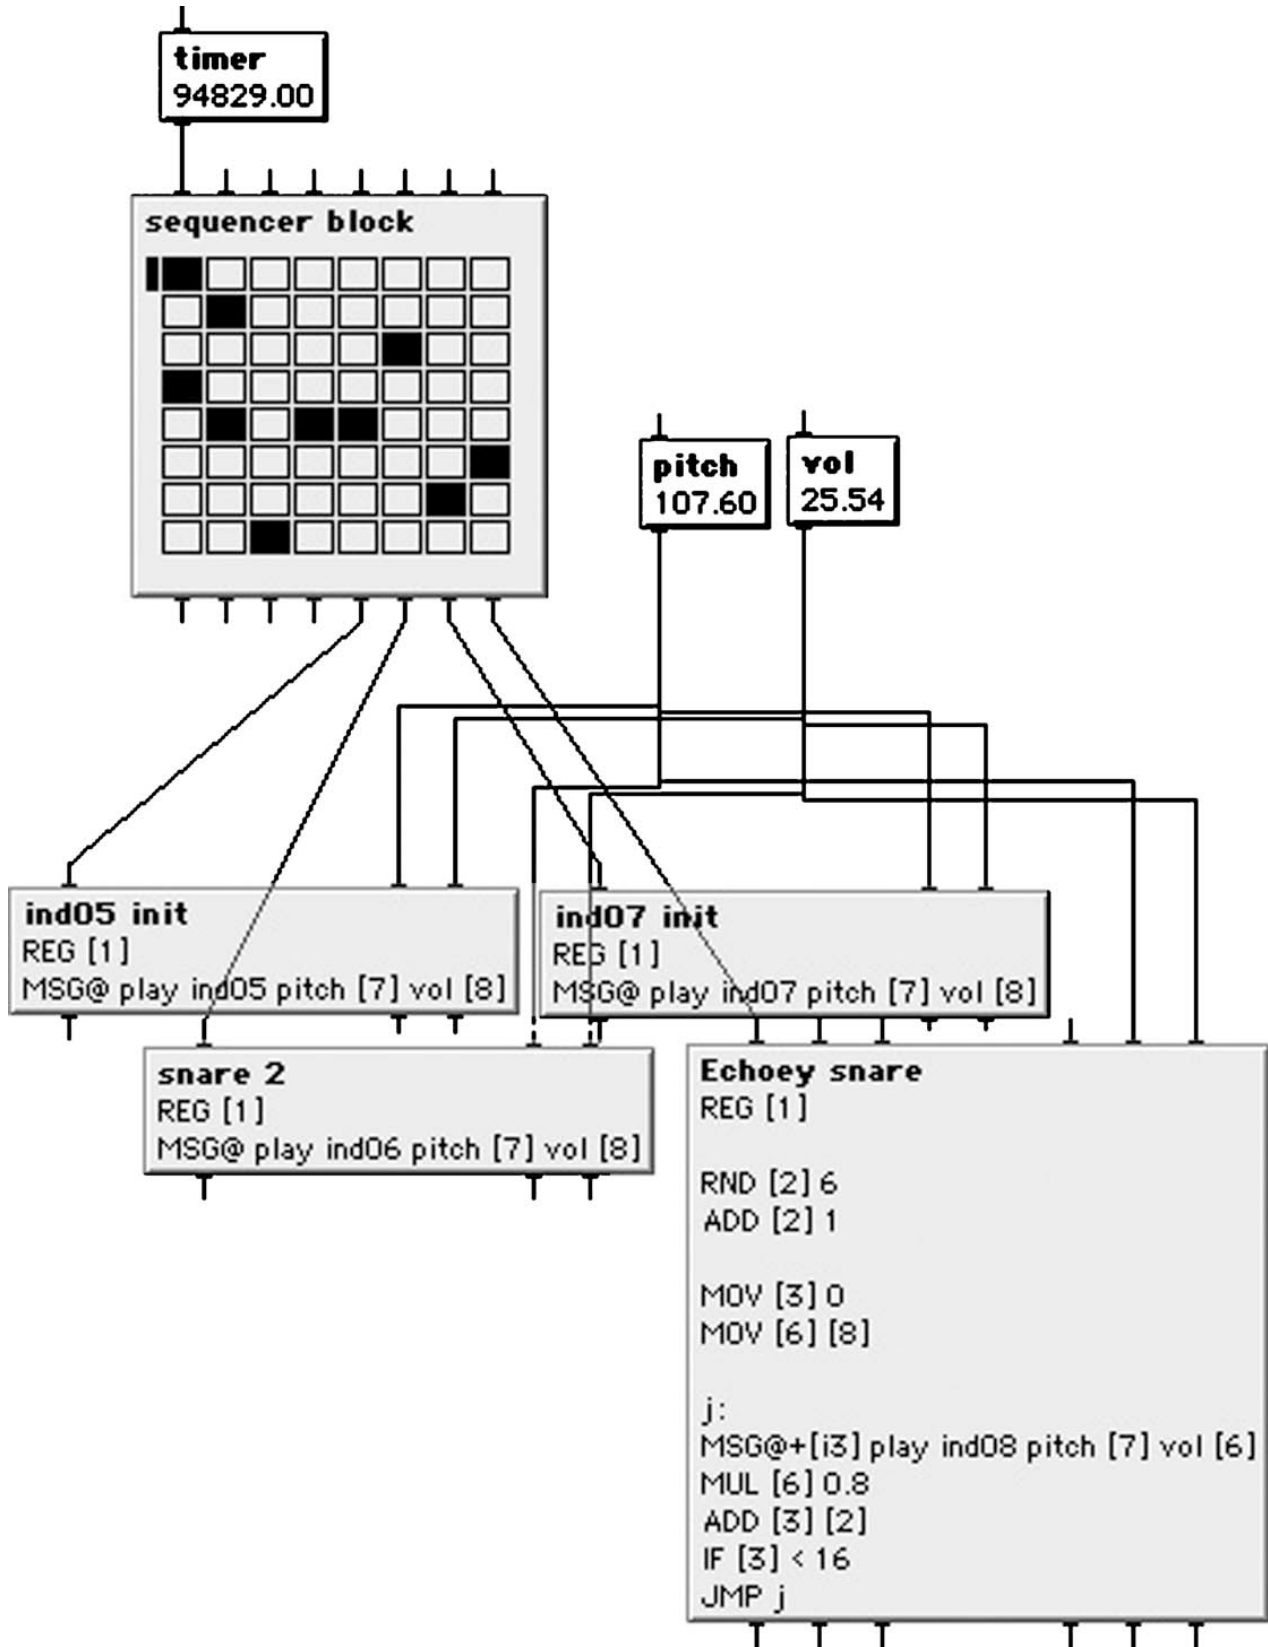 timer
94829.00
sequencer block
pitch
107.60
vol
25.54
ind05 init
REG [1]
MSG@ play ind05 pitch [7] vol [8]
ind07 init
REG [1]
MSG@ play ind07 pitch [7] vol [8]
snare 2
REG [1]
MSG@ play ind06 pitch [7] vol [8]
Echoey snare
REG [1]
RND [2] 6
ADD [2] 1
MOV [3] 0
MOV [6] [8]
j:
MSG@+[i3] play ind08 pitch [7] vol [6]
MUL [6] 0.8
ADD [3] [2]
IF [3] < 16
JMP j